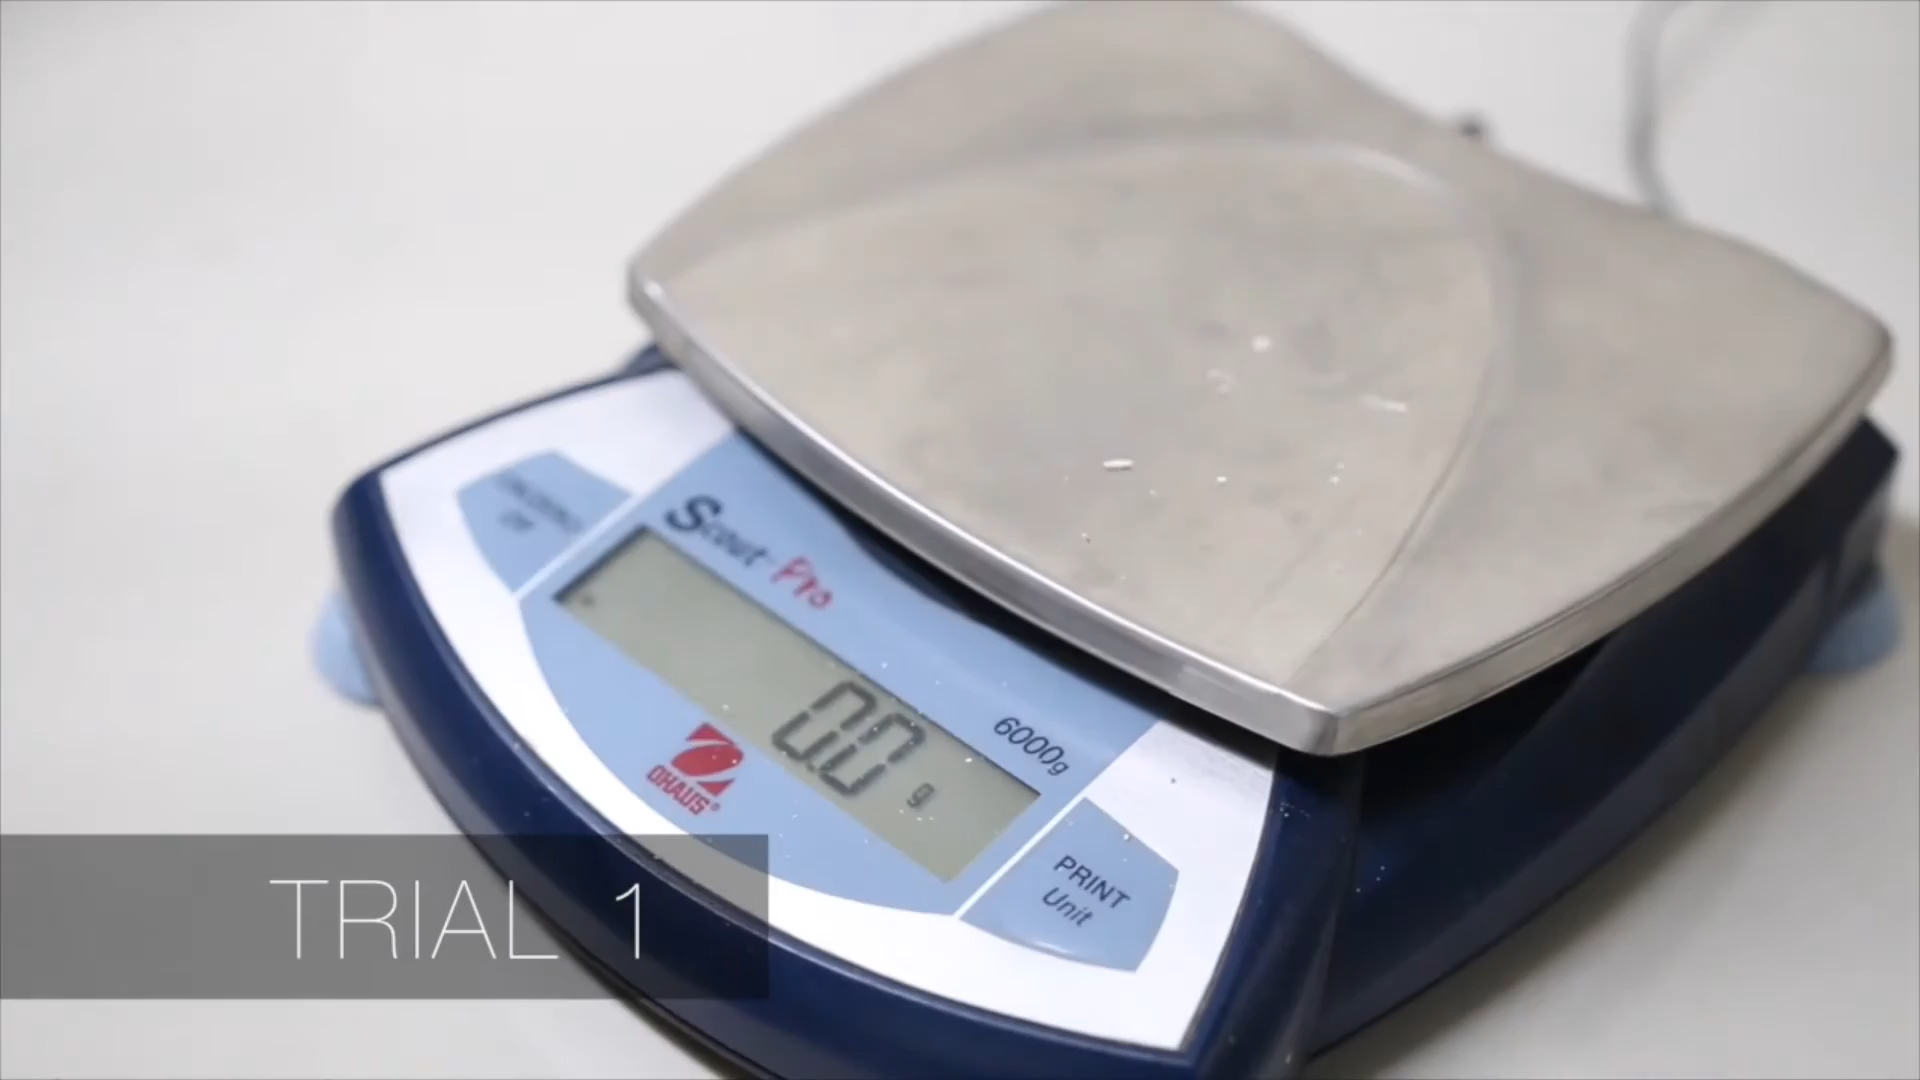 Scout Pro
0.0 g
6000g
OHAUS®
PRINT
Unit
TRIAL 1